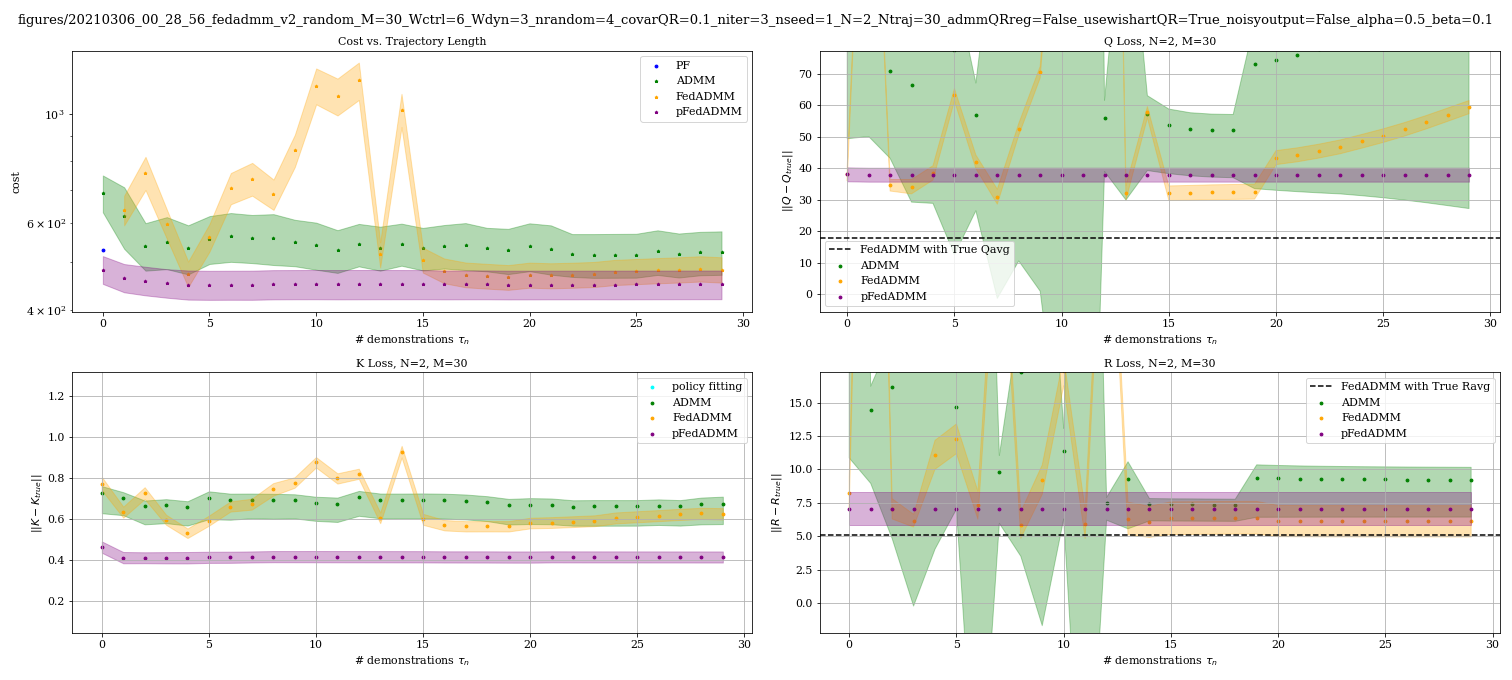 figures/20210306_00_28_56_fedadmm_v2_random_M=30_Wctrl=6_Wdyn=3_nrandom=4_covarQR=0.1_niter=3_nseed=1_N=2_Ntraj=30_admmQRreg=False_usewishartQR=True_noisyoutput=False_alpha=0.5_beta=0.1
Cost vs. Trajectory Length
cost
10³
6 × 10²
4 × 10²
PF
ADMM
FedADMM
pFedADMM
0 5 10 15 20 25 30
# demonstrations τₙ
Q Loss, N=2, M=30
||Q − Q_true||
70
60
50
40
30
20
10
0
FedADMM with True Qavg
ADMM
FedADMM
pFedADMM
0 5 10 15 20 25 30
# demonstrations τₙ
K Loss, N=2, M=30
||K − K_true||
1.2
1.0
0.8
0.6
0.4
0.2
policy fitting
ADMM
FedADMM
pFedADMM
0 5 10 15 20 25 30
# demonstrations τₙ
R Loss, N=2, M=30
||R − R_true||
15.0
12.5
10.0
7.5
5.0
2.5
0.0
FedADMM with True Ravg
ADMM
FedADMM
pFedADMM
0 5 10 15 20 25 30
# demonstrations τₙ